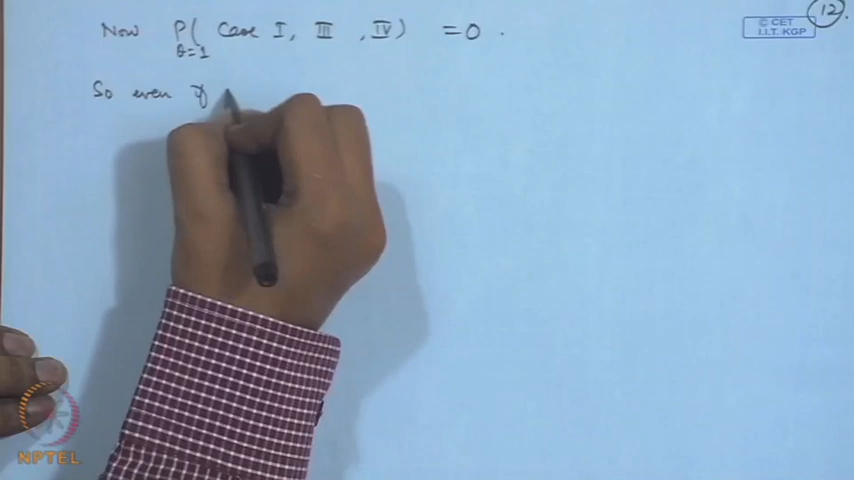 Now P( Case I, III , IV) = 0 .
θ=1
So even if
© CET
I.I.T. KGP
12
NPTEL